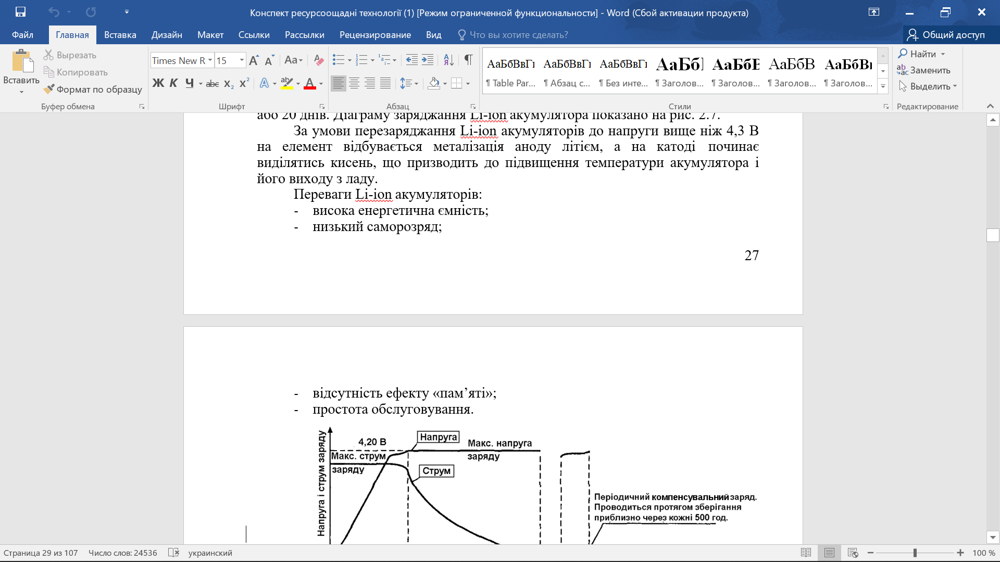 Конспект ресурсоощадні технології (1) [Режим ограниченной функциональности] - Word (Сбой активации продукта)
Файл Главная Вставка Дизайн Макет Ссылки Рассылки Рецензирование Вид Что вы хотите сделать? Общий доступ
Вставить
Вырезать
Копировать
Формат по образцу
Буфер обмена
Times New R 15
Ж К Ч abc x₂ x²
Шрифт
Абзац
АаБбВвГг АаБбВвГг АаБбВвГг АаБбІ АаБбЕ АаБбВ АаБбВı
¶ Table Par... ¶ Абзац с... ¶ Без инте... ¶ Заголов... ¶ Заголов... ¶ Заголов... ¶ Заголов...
Стили
Найти
Заменить
Выделить
Редактирование
або 20 днів. Діаграму заряджання Li-ion акумулятора показано на рис. 2.7.
За умови перезаряджання Li-ion акумуляторів до напруги вище ніж 4,3 В
на елемент відбувається металізація аноду літієм, а на катоді починає
виділятись кисень, що призводить до підвищення температури акумулятора і
його виходу з ладу.
Переваги Li-ion акумуляторів:
- висока енергетична ємність;
- низький саморозряд;
27
- відсутність ефекту «пам’яті»;
- простота обслуговування.
Напруга і струм заряду
4,20 В
Напруга
Макс. напруга
заряду
Макс. струм
заряду
Струм
Періодичний компенсувальний заряд.
Проводиться протягом зберігання
приблизно через кожні 500 год.
Страница 29 из 107 Число слов: 24536 украинский 100 %